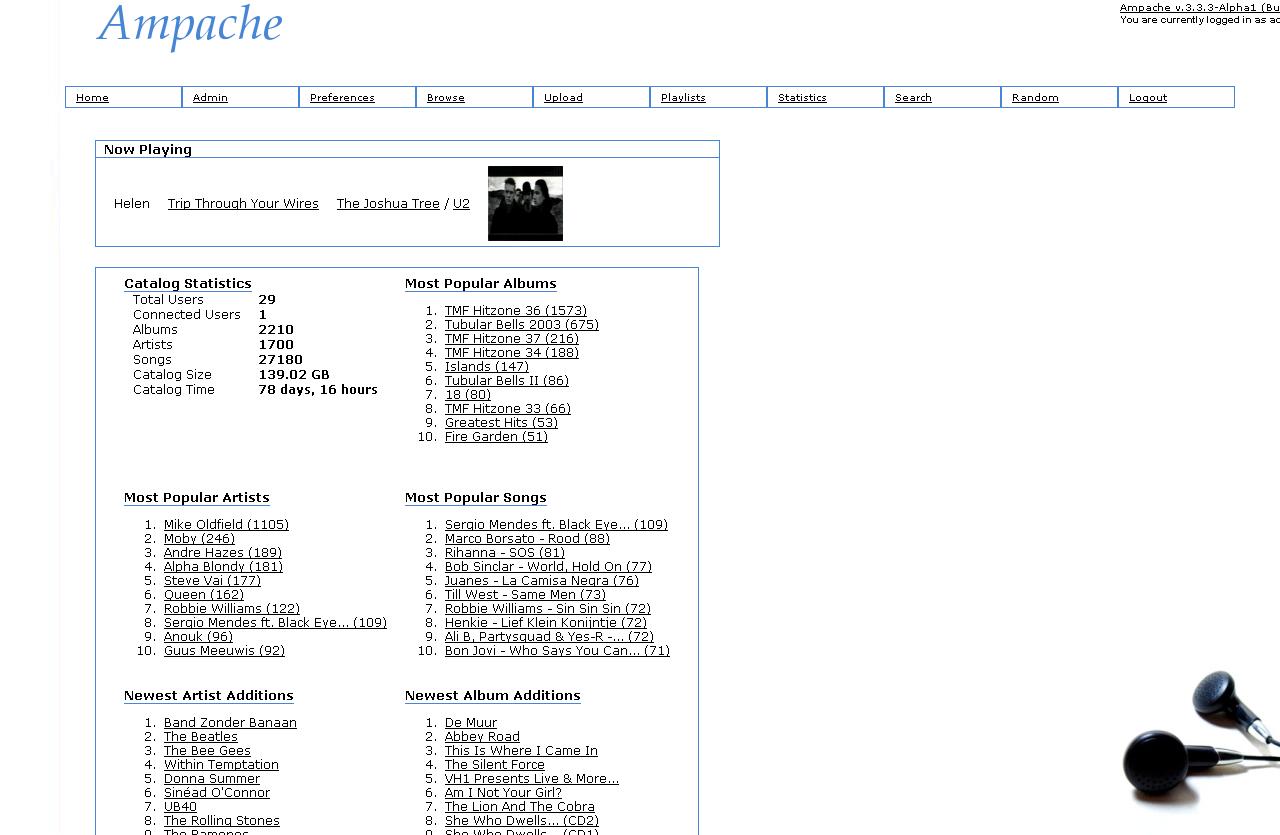 Ampache
Ampache v.3.3.3-Alpha1 (Bu
You are currently logged in as
Home Admin Preferences Browse Upload Playlists Statistics Search Random Logout
Now Playing
Helen Trip Through Your Wires The Joshua Tree / U2
Catalog Statistics
Total Users 29
Connected Users 1
Albums 2210
Artists 1700
Songs 27180
Catalog Size 139.02 GB
Catalog Time 78 days, 16 hours
Most Popular Albums
1. TMF Hitzone 36 (1573)
2. Tubular Bells 2003 (675)
3. TMF Hitzone 37 (216)
4. TMF Hitzone 34 (188)
5. Islands (147)
6. Tubular Bells II (86)
7. 18 (80)
8. TMF Hitzone 33 (66)
9. Greatest Hits (53)
10. Fire Garden (51)
Most Popular Artists
1. Mike Oldfield (1105)
2. Moby (246)
3. Andre Hazes (189)
4. Alpha Blondy (181)
5. Steve Vai (177)
6. Queen (162)
7. Robbie Williams (122)
8. Sergio Mendes ft. Black Eye... (109)
9. Anouk (96)
10. Guus Meeuwis (92)
Most Popular Songs
1. Sergio Mendes ft. Black Eye... (109)
2. Marco Borsato - Rood (88)
3. Rihanna - SOS (81)
4. Bob Sinclar - World, Hold On (77)
5. Juanes - La Camisa Negra (76)
6. Till West - Same Men (73)
7. Robbie Williams - Sin Sin Sin (72)
8. Henkie - Lief Klein Konijntje (72)
9. Ali B, Partysquad & Yes-R -... (72)
10. Bon Jovi - Who Says You Can... (71)
Newest Artist Additions
1. Band Zonder Banaan
2. The Beatles
3. The Bee Gees
4. Within Temptation
5. Donna Summer
6. Sinéad O'Connor
7. UB40
8. The Rolling Stones
9. The Ramones
Newest Album Additions
1. De Muur
2. Abbey Road
3. This Is Where I Came In
4. The Silent Force
5. VH1 Presents Live & More...
6. Am I Not Your Girl?
7. The Lion And The Cobra
8. She Who Dwells... (CD2)
9. She Who Dwells... (CD1)